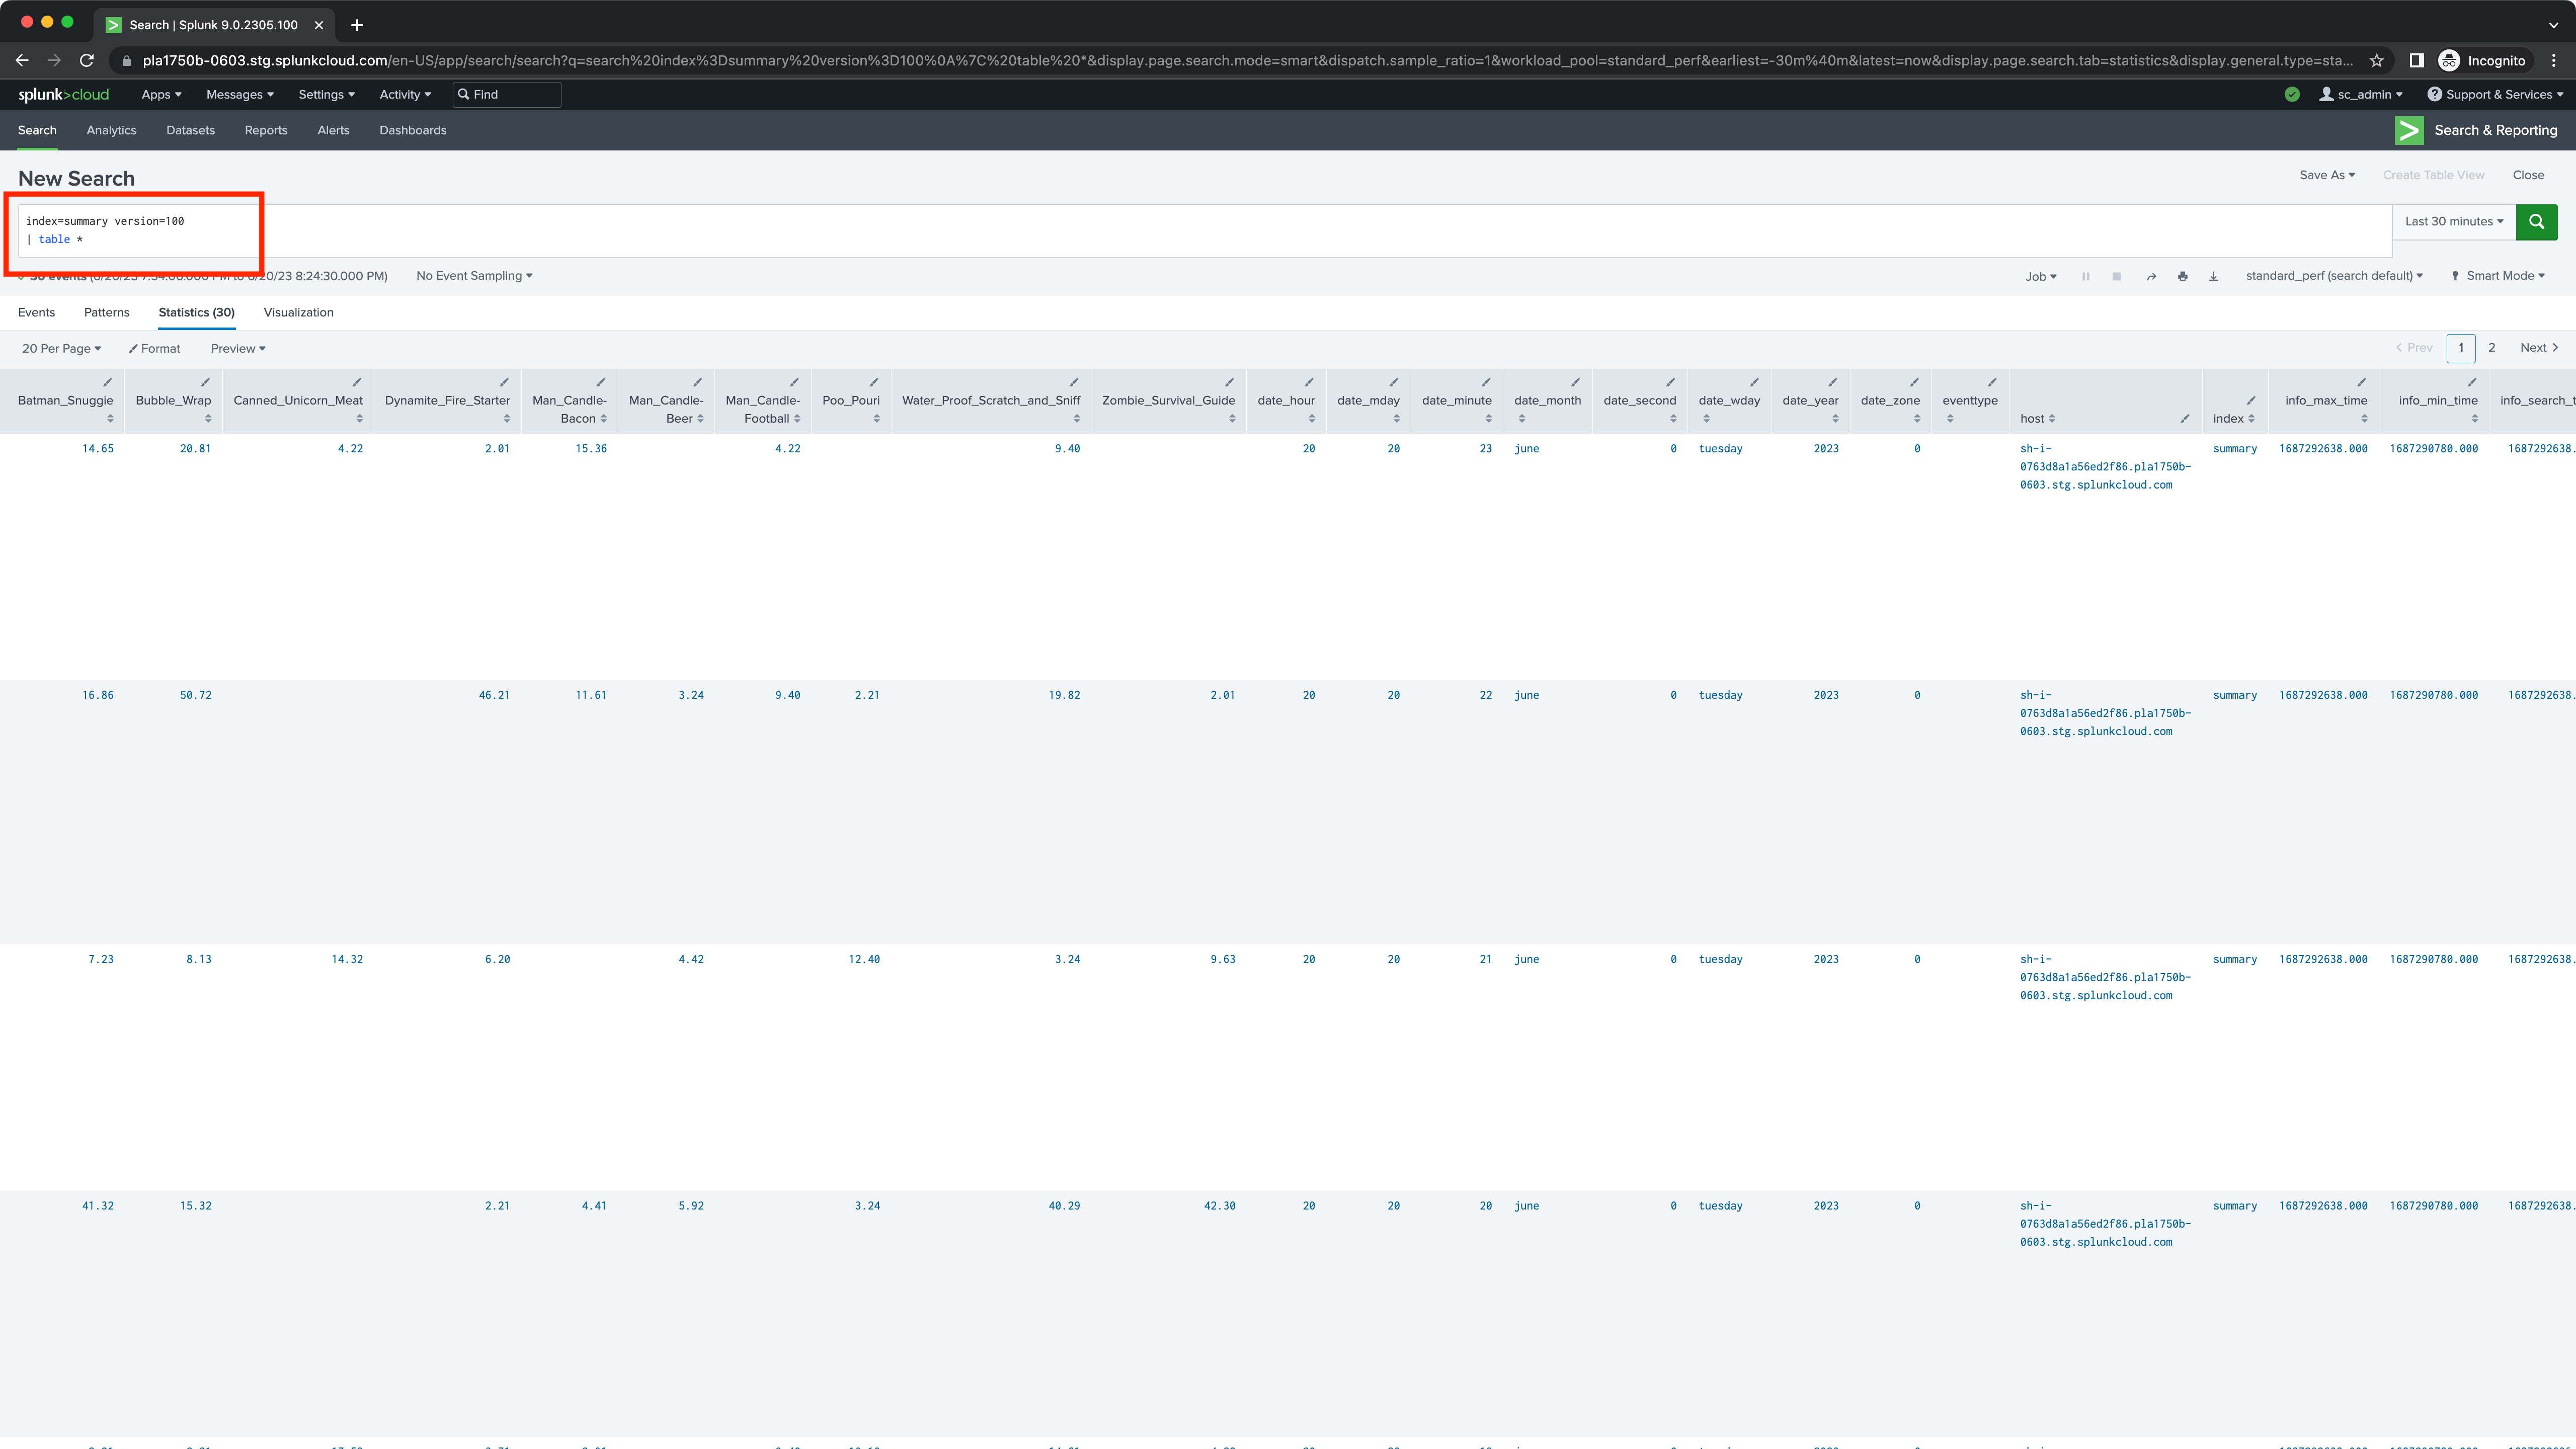 Search | Splunk 9.0.2305.100
pla1750b-0603.stg.splunkcloud.com/en-US/app/search/search?q=search%20index%3Dsummary%20version%3D100%0A%7C%20table%20*&display.page.search.mode=smart&dispatch.sample_ratio=1&workload_pool=standard_perf&earliest=-30m%40m&latest=now&display.page.search.tab=statistics&display.general.type=sta... Incognito
splunk>cloud Apps Messages Settings Activity Find sc_admin Support & Services
Search Analytics Datasets Reports Alerts Dashboards Search & Reporting
New Search Save As Create Table View Close
index=summary version=100 Last 30 minutes
| table *
30 events (6/20/23 7:54:00.000 PM to 6/20/23 8:24:30.000 PM) No Event Sampling Job standard_perf (search default) Smart Mode
Events Patterns Statistics (30) Visualization
20 Per Page Format Preview Prev 1 2 Next
Batman_Snuggie Bubble_Wrap Canned_Unicorn_Meat Dynamite_Fire_Starter Man_Candle- Man_Candle- Man_Candle- Poo_Pouri Water_Proof_Scratch_and_Sniff Zombie_Survival_Guide date_hour date_mday date_minute date_month date_second date_wday date_year date_zone eventtype info_max_time info_min_time info_search_t
Bacon Beer Football host index
14.65 20.81 4.22 2.01 15.36 4.22 9.40 20 20 23 june 0 tuesday 2023 0 sh-i- summary 1687292638.000 1687290780.000 1687292638.
0763d8a1a56ed2f86.pla1750b-
0603.stg.splunkcloud.com
16.86 50.72 46.21 11.61 3.24 9.40 2.21 19.82 2.01 20 20 22 june 0 tuesday 2023 0 sh-i- summary 1687292638.000 1687290780.000 1687292638.
0763d8a1a56ed2f86.pla1750b-
0603.stg.splunkcloud.com
7.23 8.13 14.32 6.20 4.42 12.40 3.24 9.63 20 20 21 june 0 tuesday 2023 0 sh-i- summary 1687292638.000 1687290780.000 1687292638.
0763d8a1a56ed2f86.pla1750b-
0603.stg.splunkcloud.com
41.32 15.32 2.21 4.41 5.92 3.24 40.29 42.30 20 20 20 june 0 tuesday 2023 0 sh-i- summary 1687292638.000 1687290780.000 1687292638.
0763d8a1a56ed2f86.pla1750b-
0603.stg.splunkcloud.com